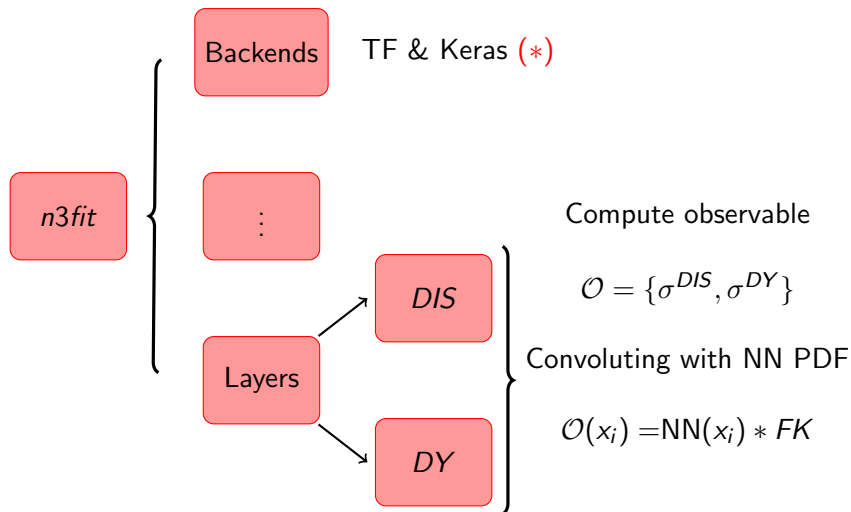 Backends
TF & Keras (*)
n3fit
⋮
Layers
DIS
DY
Compute observable
𝒪 = {σ^{DIS}, σ^{DY}}
Convoluting with NN PDF
𝒪(x_i) =NN(x_i) * FK